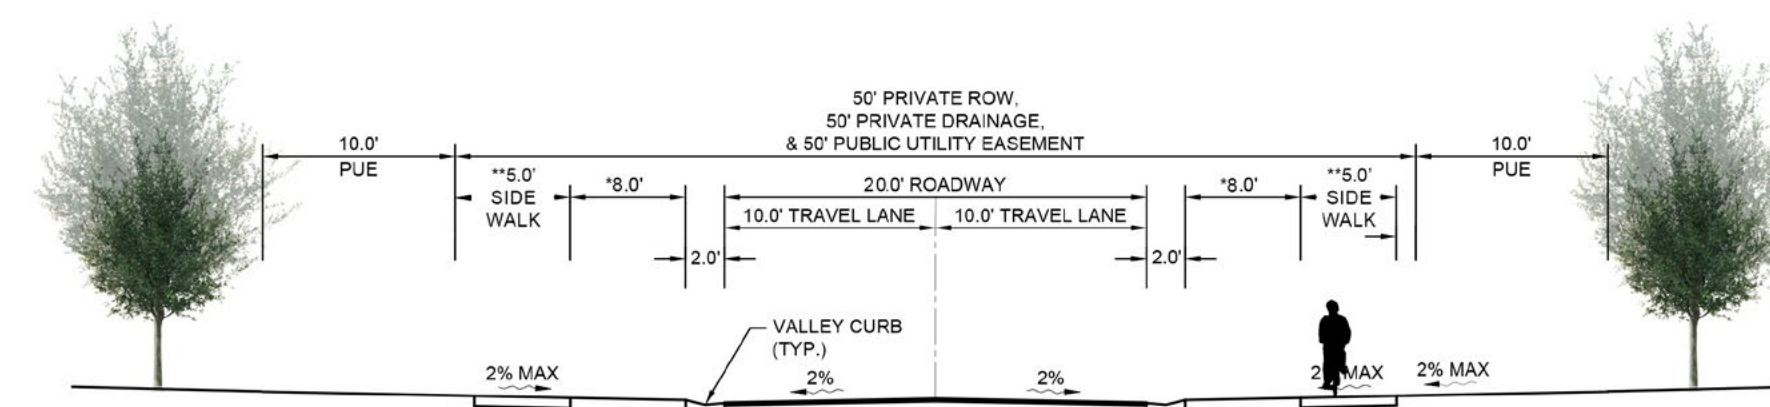 50' PRIVATE ROW,
50' PRIVATE DRAINAGE,
& 50' PUBLIC UTILITY EASEMENT
10.0'
PUE
10.0'
PUE
**5.0'
SIDE
WALK
*8.0'
20.0' ROADWAY
*8.0'
**5.0'
SIDE
WALK
10.0' TRAVEL LANE
10.0' TRAVEL LANE
2.0'
2.0'
VALLEY CURB
(TYP.)
2% MAX
2%
2%
2% MAX
2% MAX